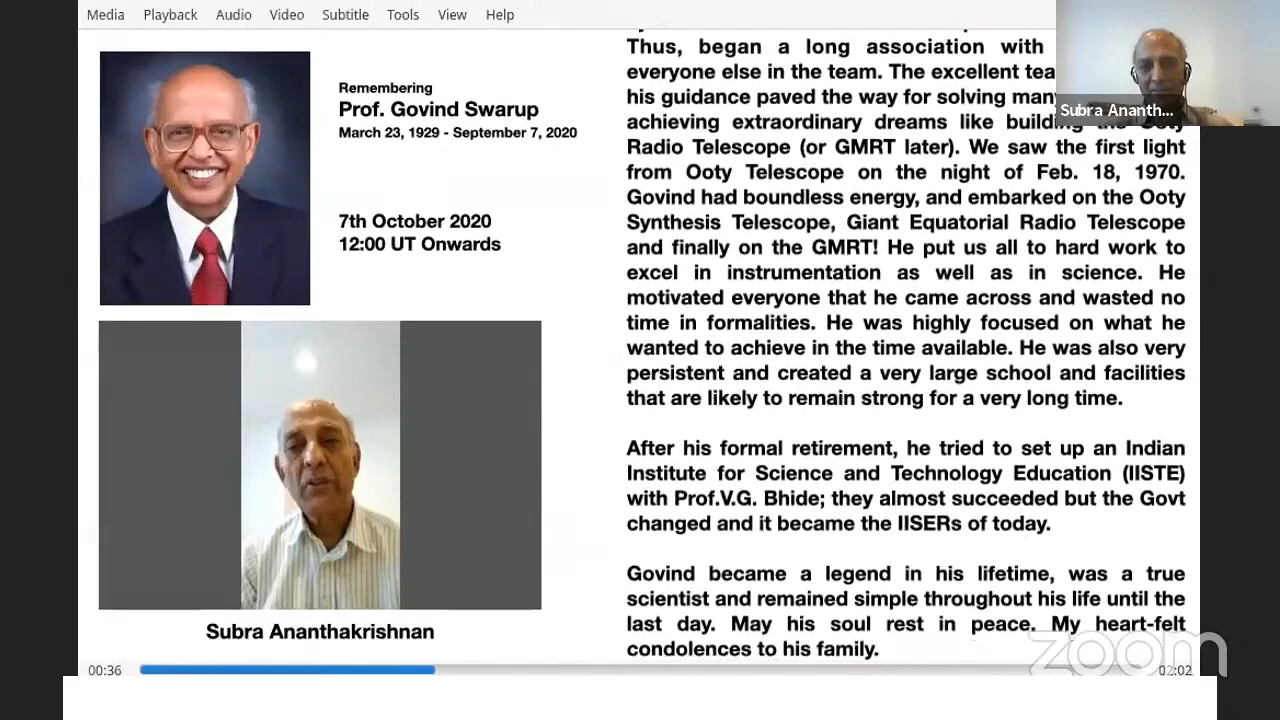 Media Playback Audio Video Subtitle Tools View Help
Remembering
Prof. Govind Swarup
March 23, 1929 - September 7, 2020
7th October 2020
12:00 UT Onwards
Subra Ananthakrishnan
Thus, began a long association with
everyone else in the team. The excellent
his guidance paved the way for solving
achieving extraordinary dreams like building the Ooty
Radio Telescope (or GMRT later). We saw the first light
from Ooty Telescope on the night of Feb. 18, 1970.
Govind had boundless energy, and embarked on the Ooty
Synthesis Telescope, Giant Equatorial Radio Telescope
and finally on the GMRT! He put us all to hard work to
excel in instrumentation as well as in science. He
motivated everyone that he came across and wasted no
time in formalities. He was highly focused on what he
wanted to achieve in the time available. He was also very
persistent and created a very large school and facilities
that are likely to remain strong for a very long time.
After his formal retirement, he tried to set up an Indian
Institute for Science and Technology Education (IISTE)
with Prof.V.G. Bhide; they almost succeeded but the Govt
changed and it became the IISERs of today.
Govind became a legend in his lifetime, was a true
scientist and remained simple throughout his life until the
last day. May his soul rest in peace. My heart-felt
condolences to his family.
Subra Ananth...
00:36
02:02
zoom